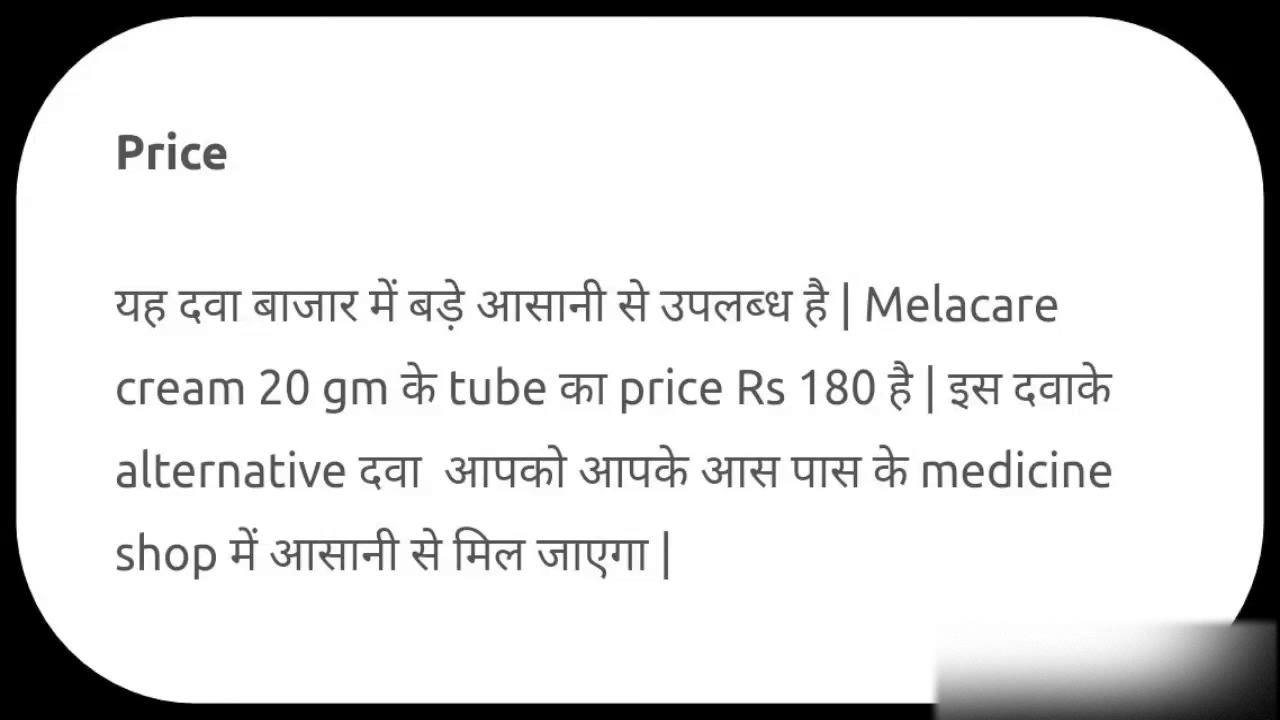 Price
यह दवा बाजार में बड़े आसानी से उपलब्ध है | Melacare
cream 20 gm के tube का price Rs 180 है | इस दवाके
alternative दवा  आपको आपके आस पास के medicine
shop में आसानी से मिल जाएगा |